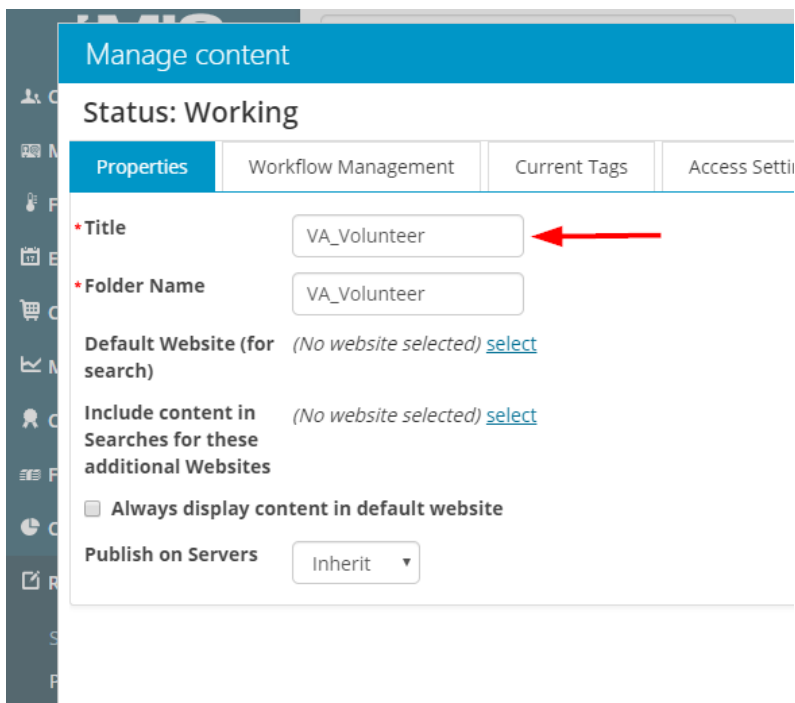 Manage content
Status: Working
Properties Workflow Management Current Tags Access Setti
* Title VA_Volunteer
* Folder Name VA_Volunteer
Default Website (for (No website selected) select
search)
Include content in (No website selected) select
Searches for these
additional Websites
Always display content in default website
Publish on Servers Inherit